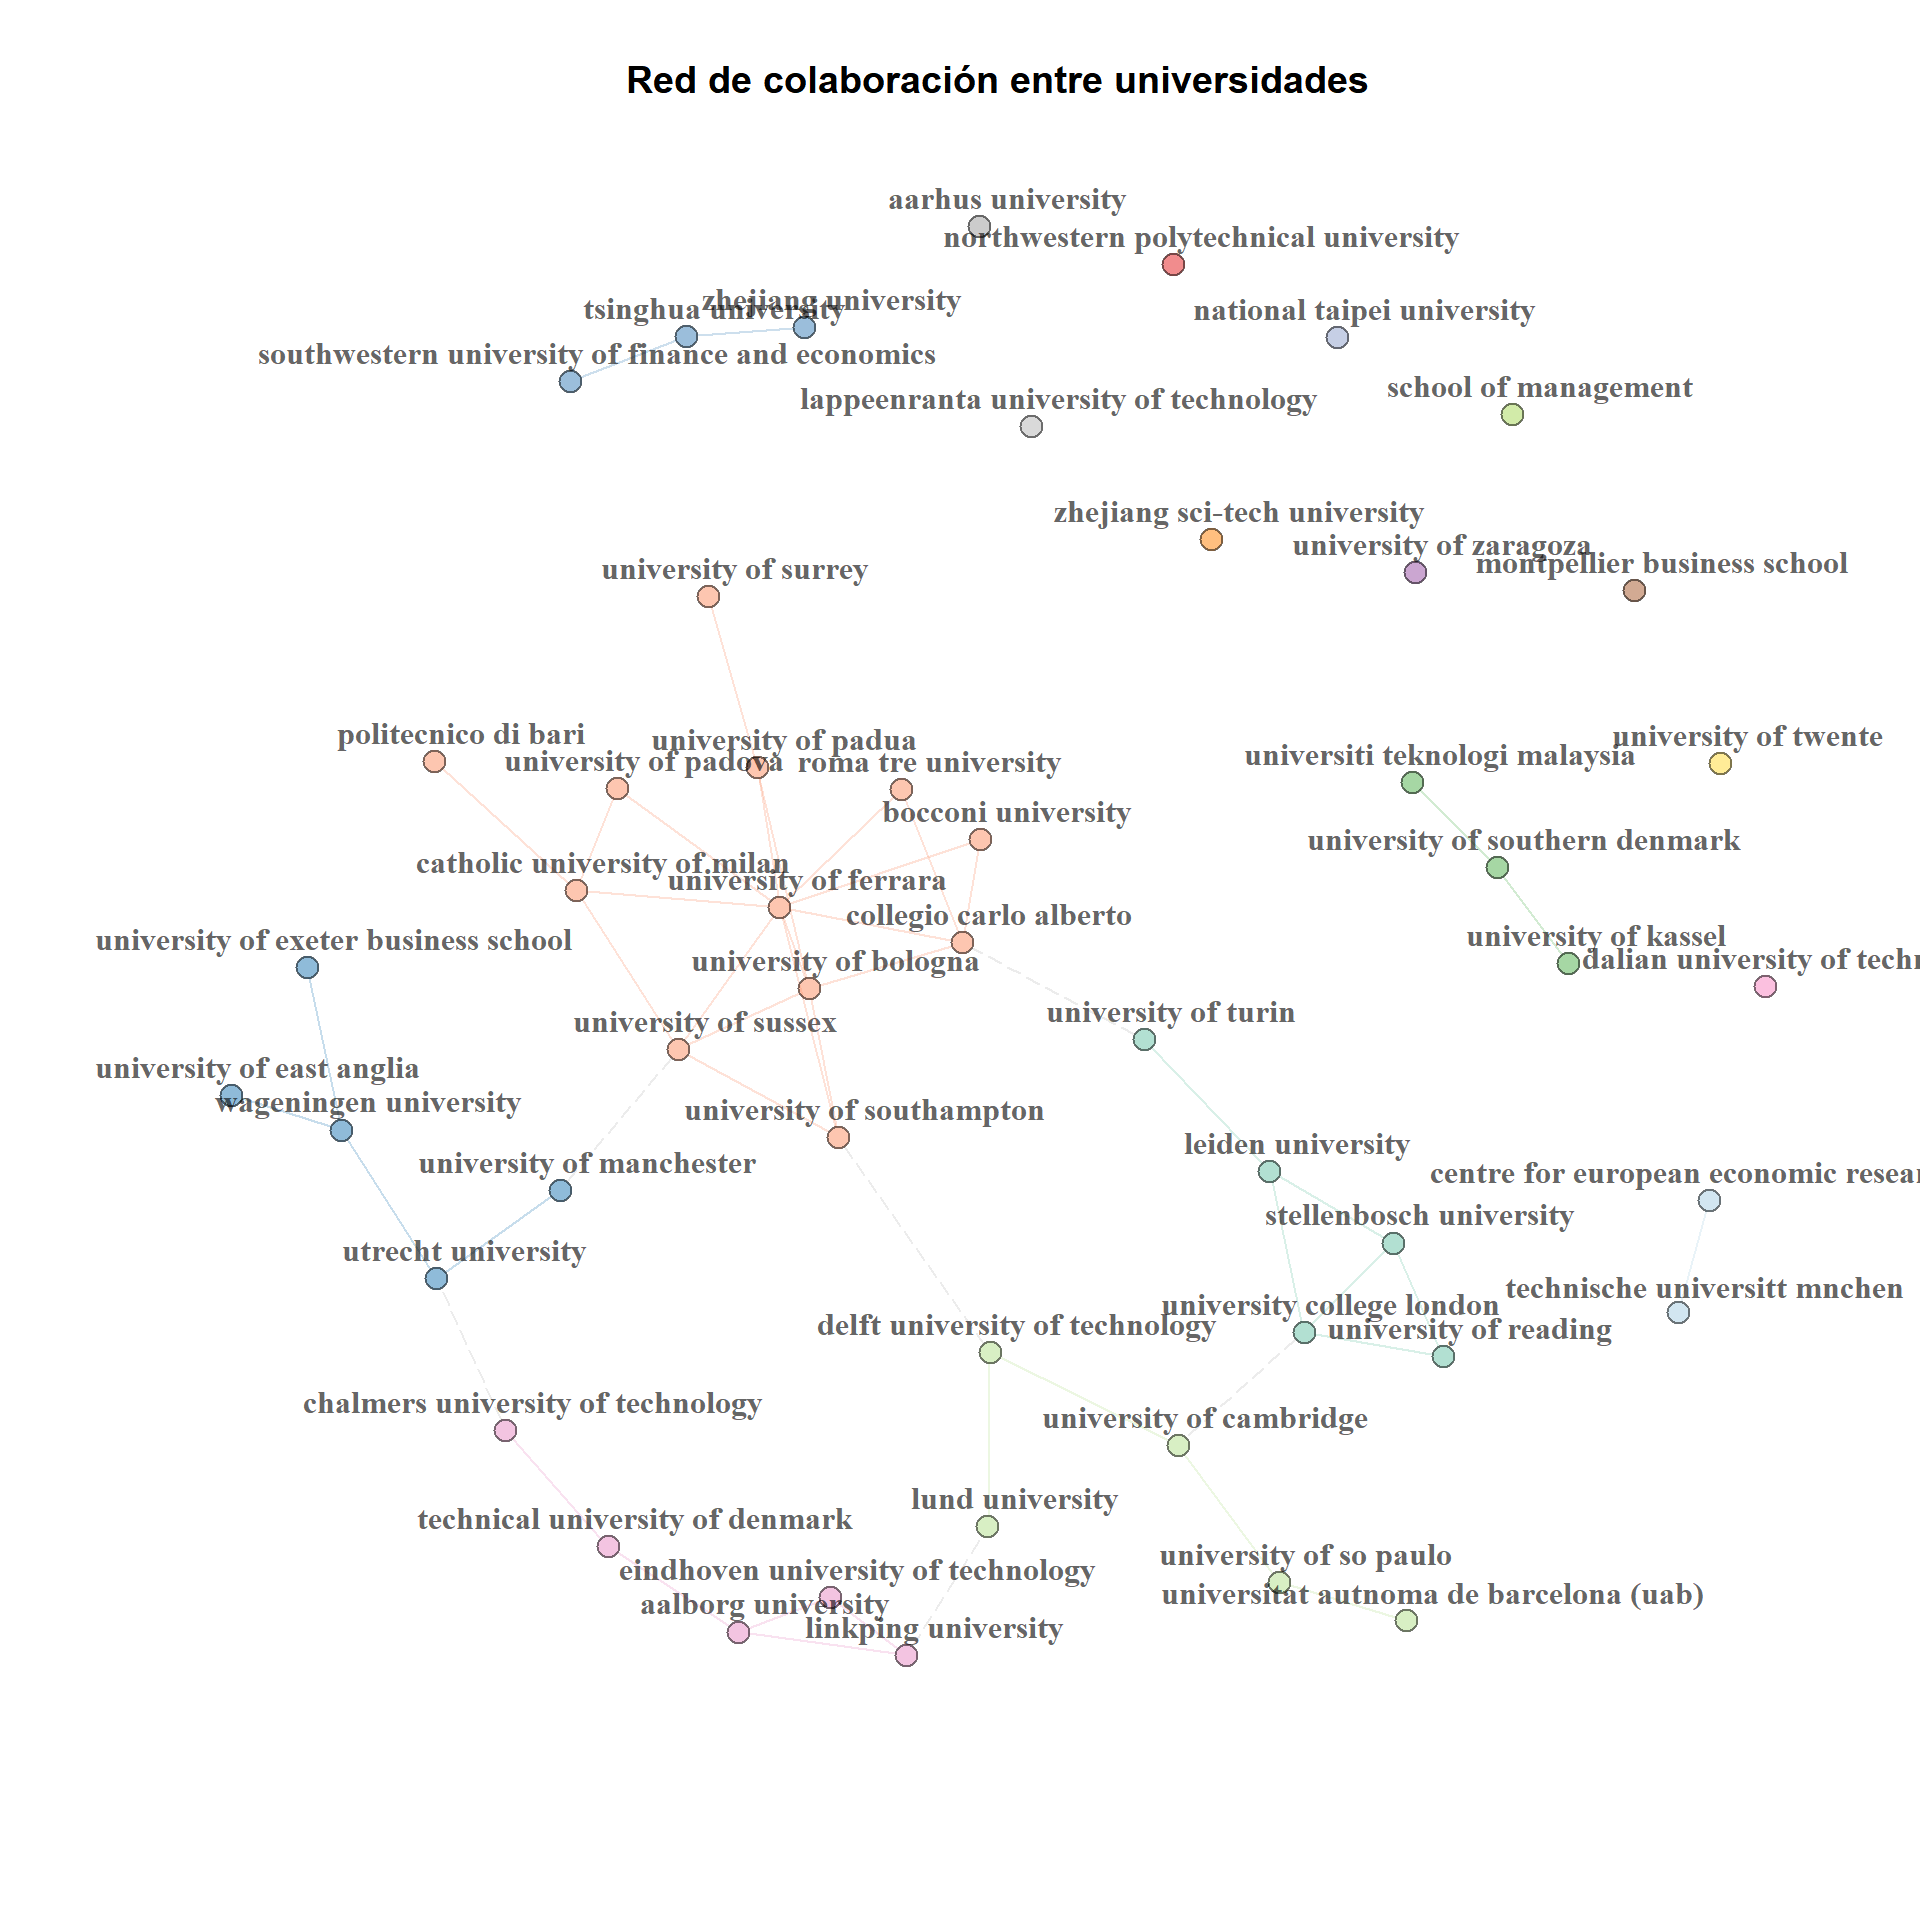 Red de colaboración entre universidades
aarhus university
northwestern polytechnical university
zhejiang university
tsinghua university
national taipei university
southwestern university of finance and economics
school of management
lappeenranta university of technology
zhejiang sci-tech university
university of zaragoza
montpellier business school
university of surrey
politecnico di bari
university of padua
university of twente
universiti teknologi malaysia
university of padova
roma tre university
bocconi university
university of southern denmark
catholic university of milan
university of ferrara
collegio carlo alberto
university of kassel
university of exeter business school
dalian university of techn
university of bologna
university of turin
university of sussex
university of east anglia
wageningen university
university of southampton
leiden university
university of manchester
centre for european economic resear
stellenbosch university
utrecht university
technische universitt mnchen
university college london
delft university of technology
university of reading
chalmers university of technology
university of cambridge
lund university
technical university of denmark
university of so paulo
eindhoven university of technology
universitat autnoma de barcelona (uab)
aalborg university
linkping university